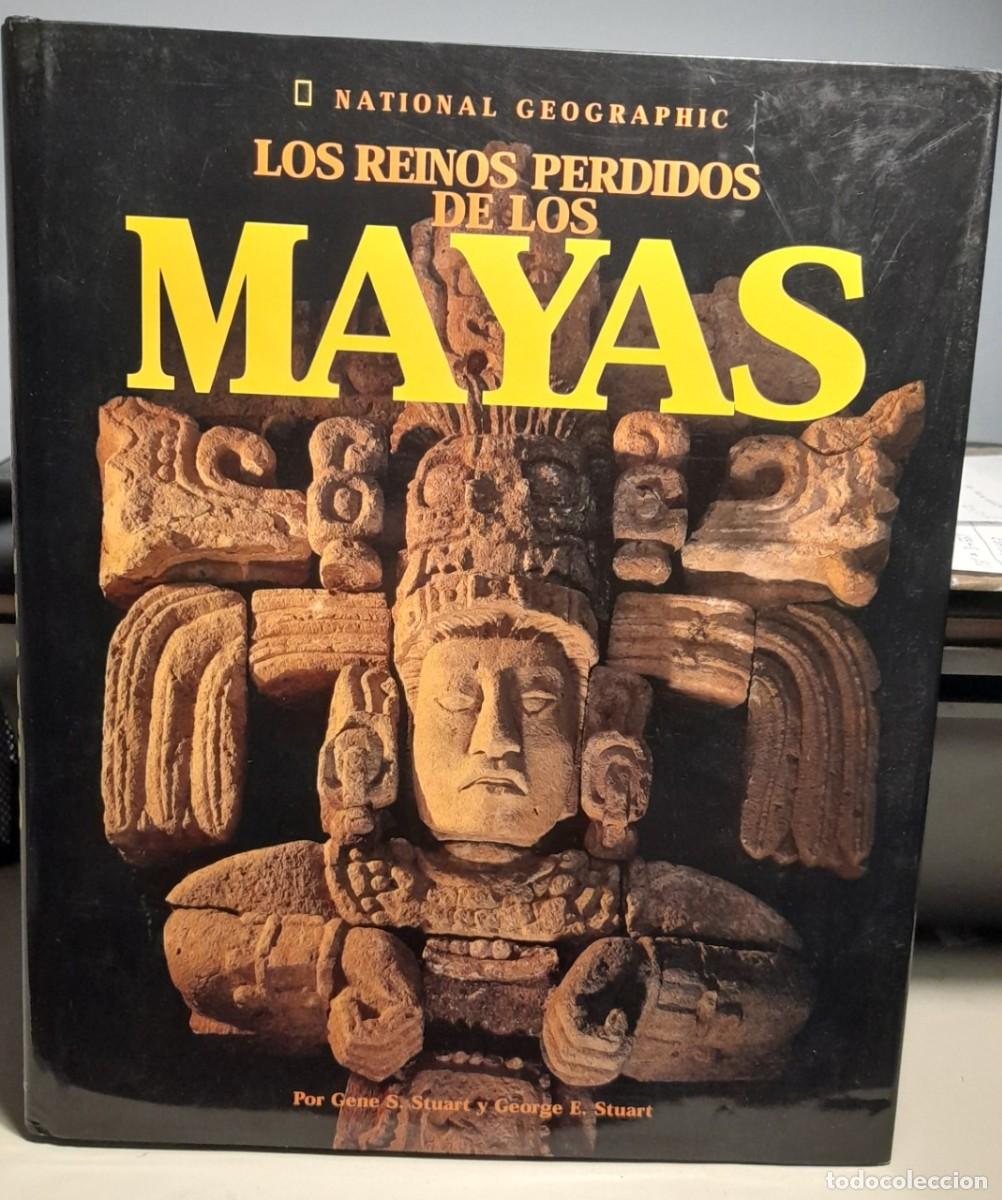 NATIONAL GEOGRAPHIC
LOS REINOS PERDIDOS
DE LOS
MAYAS
Por Gene S. Stuart y George E. Stuart
todocoleccion